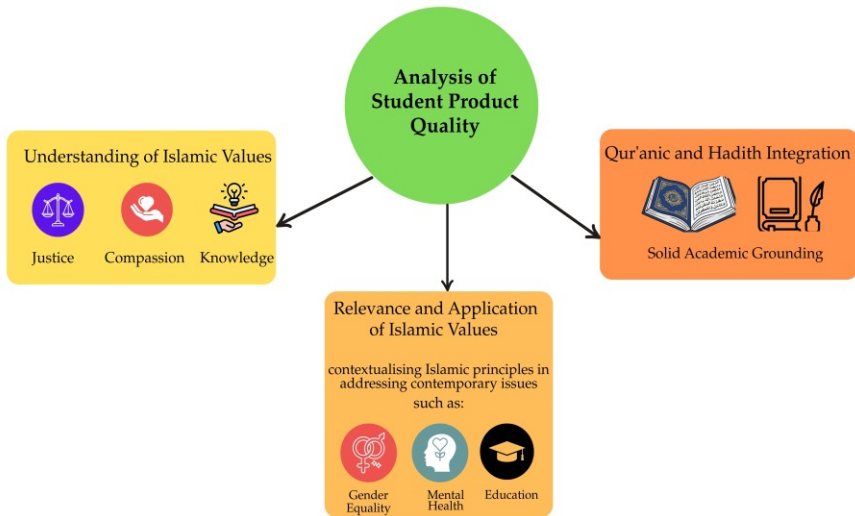 Analysis of
Student Product
Quality
Understanding of Islamic Values
Justice
Compassion
Knowledge
Relevance and Application
of Islamic Values
contextualising Islamic principles in
addressing contemporary issues
such as:
Gender
Equality
Mental
Health
Education
Qur'anic and Hadith Integration
Solid Academic Grounding